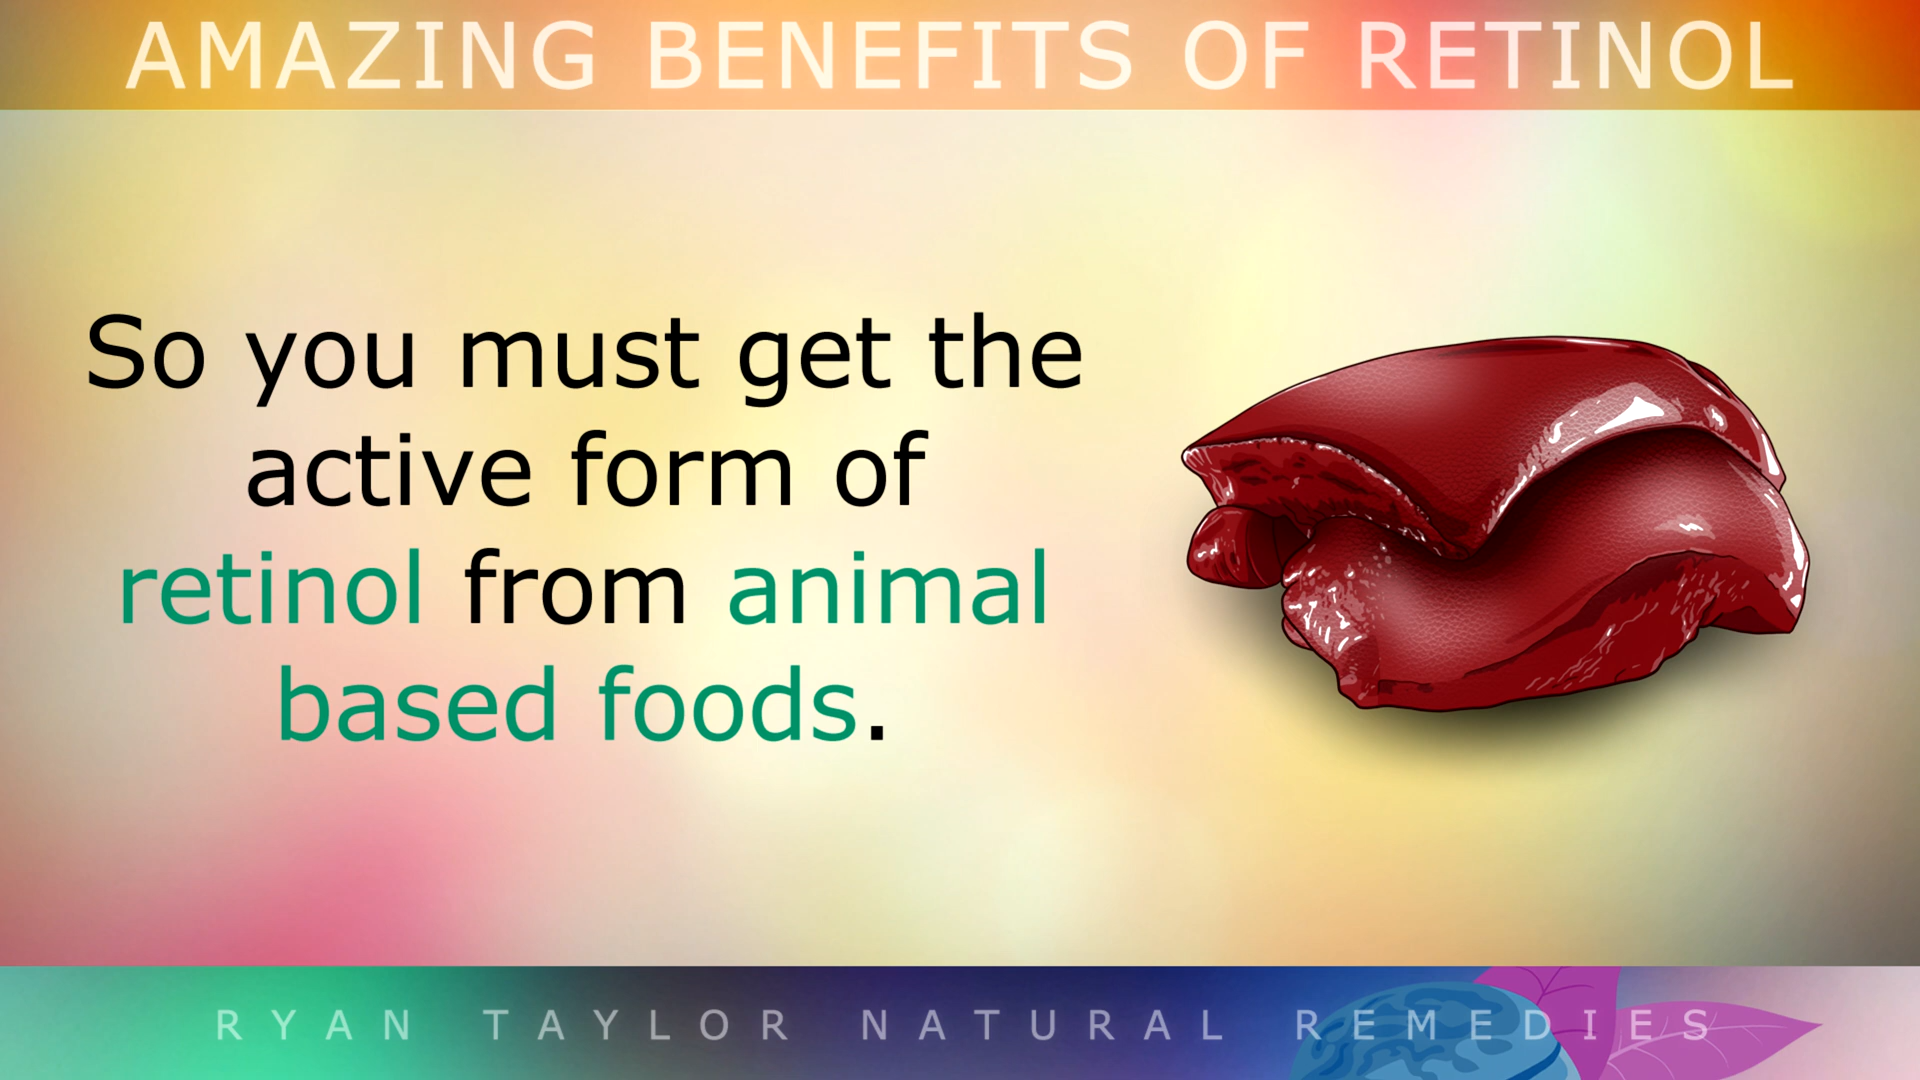 AMAZING BENEFITS OF RETINOL
So you must get the
active form of
retinol from animal
based foods.
RYAN TAYLOR NATURAL REMEDIES